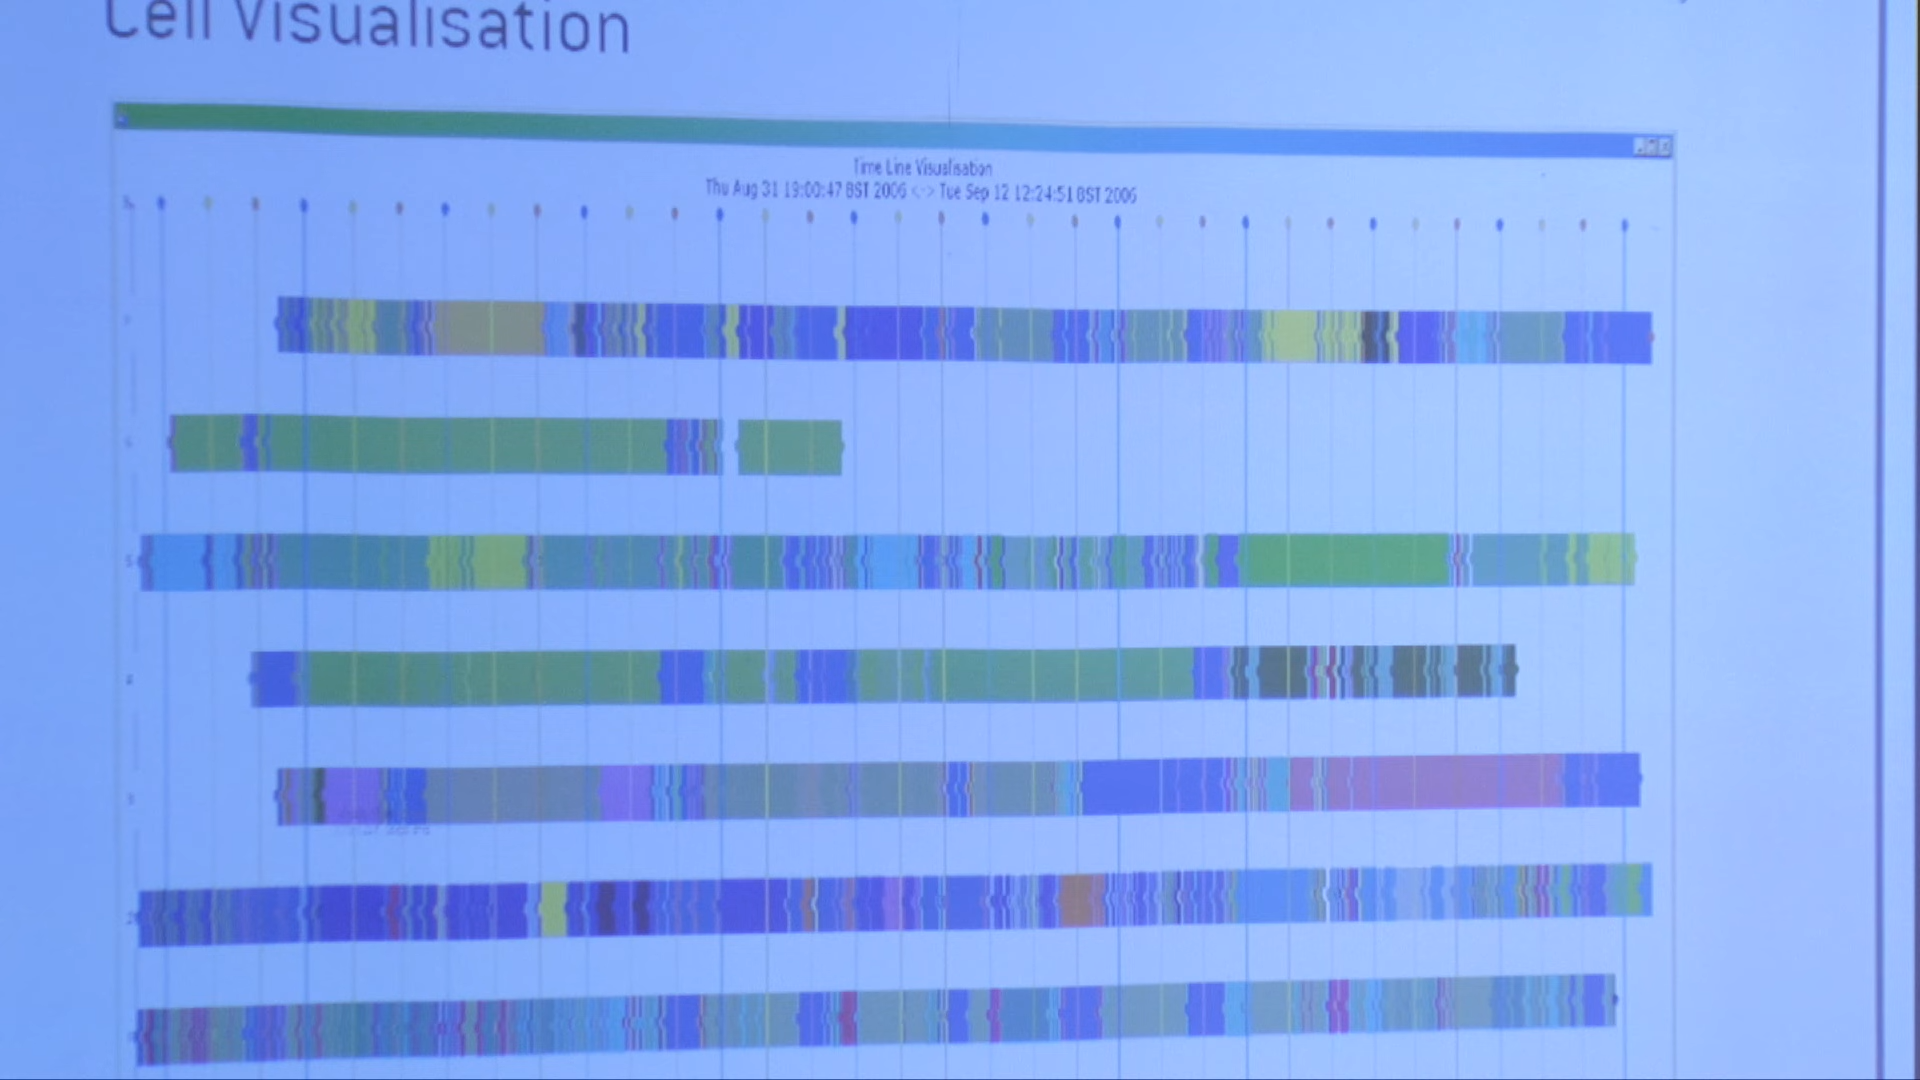 Cell Visualisation
Time Line Visualisation
Thu Aug 31 19:00:47 BST 2006 <-> Tue Sep 12 12:24:51 BST 2006